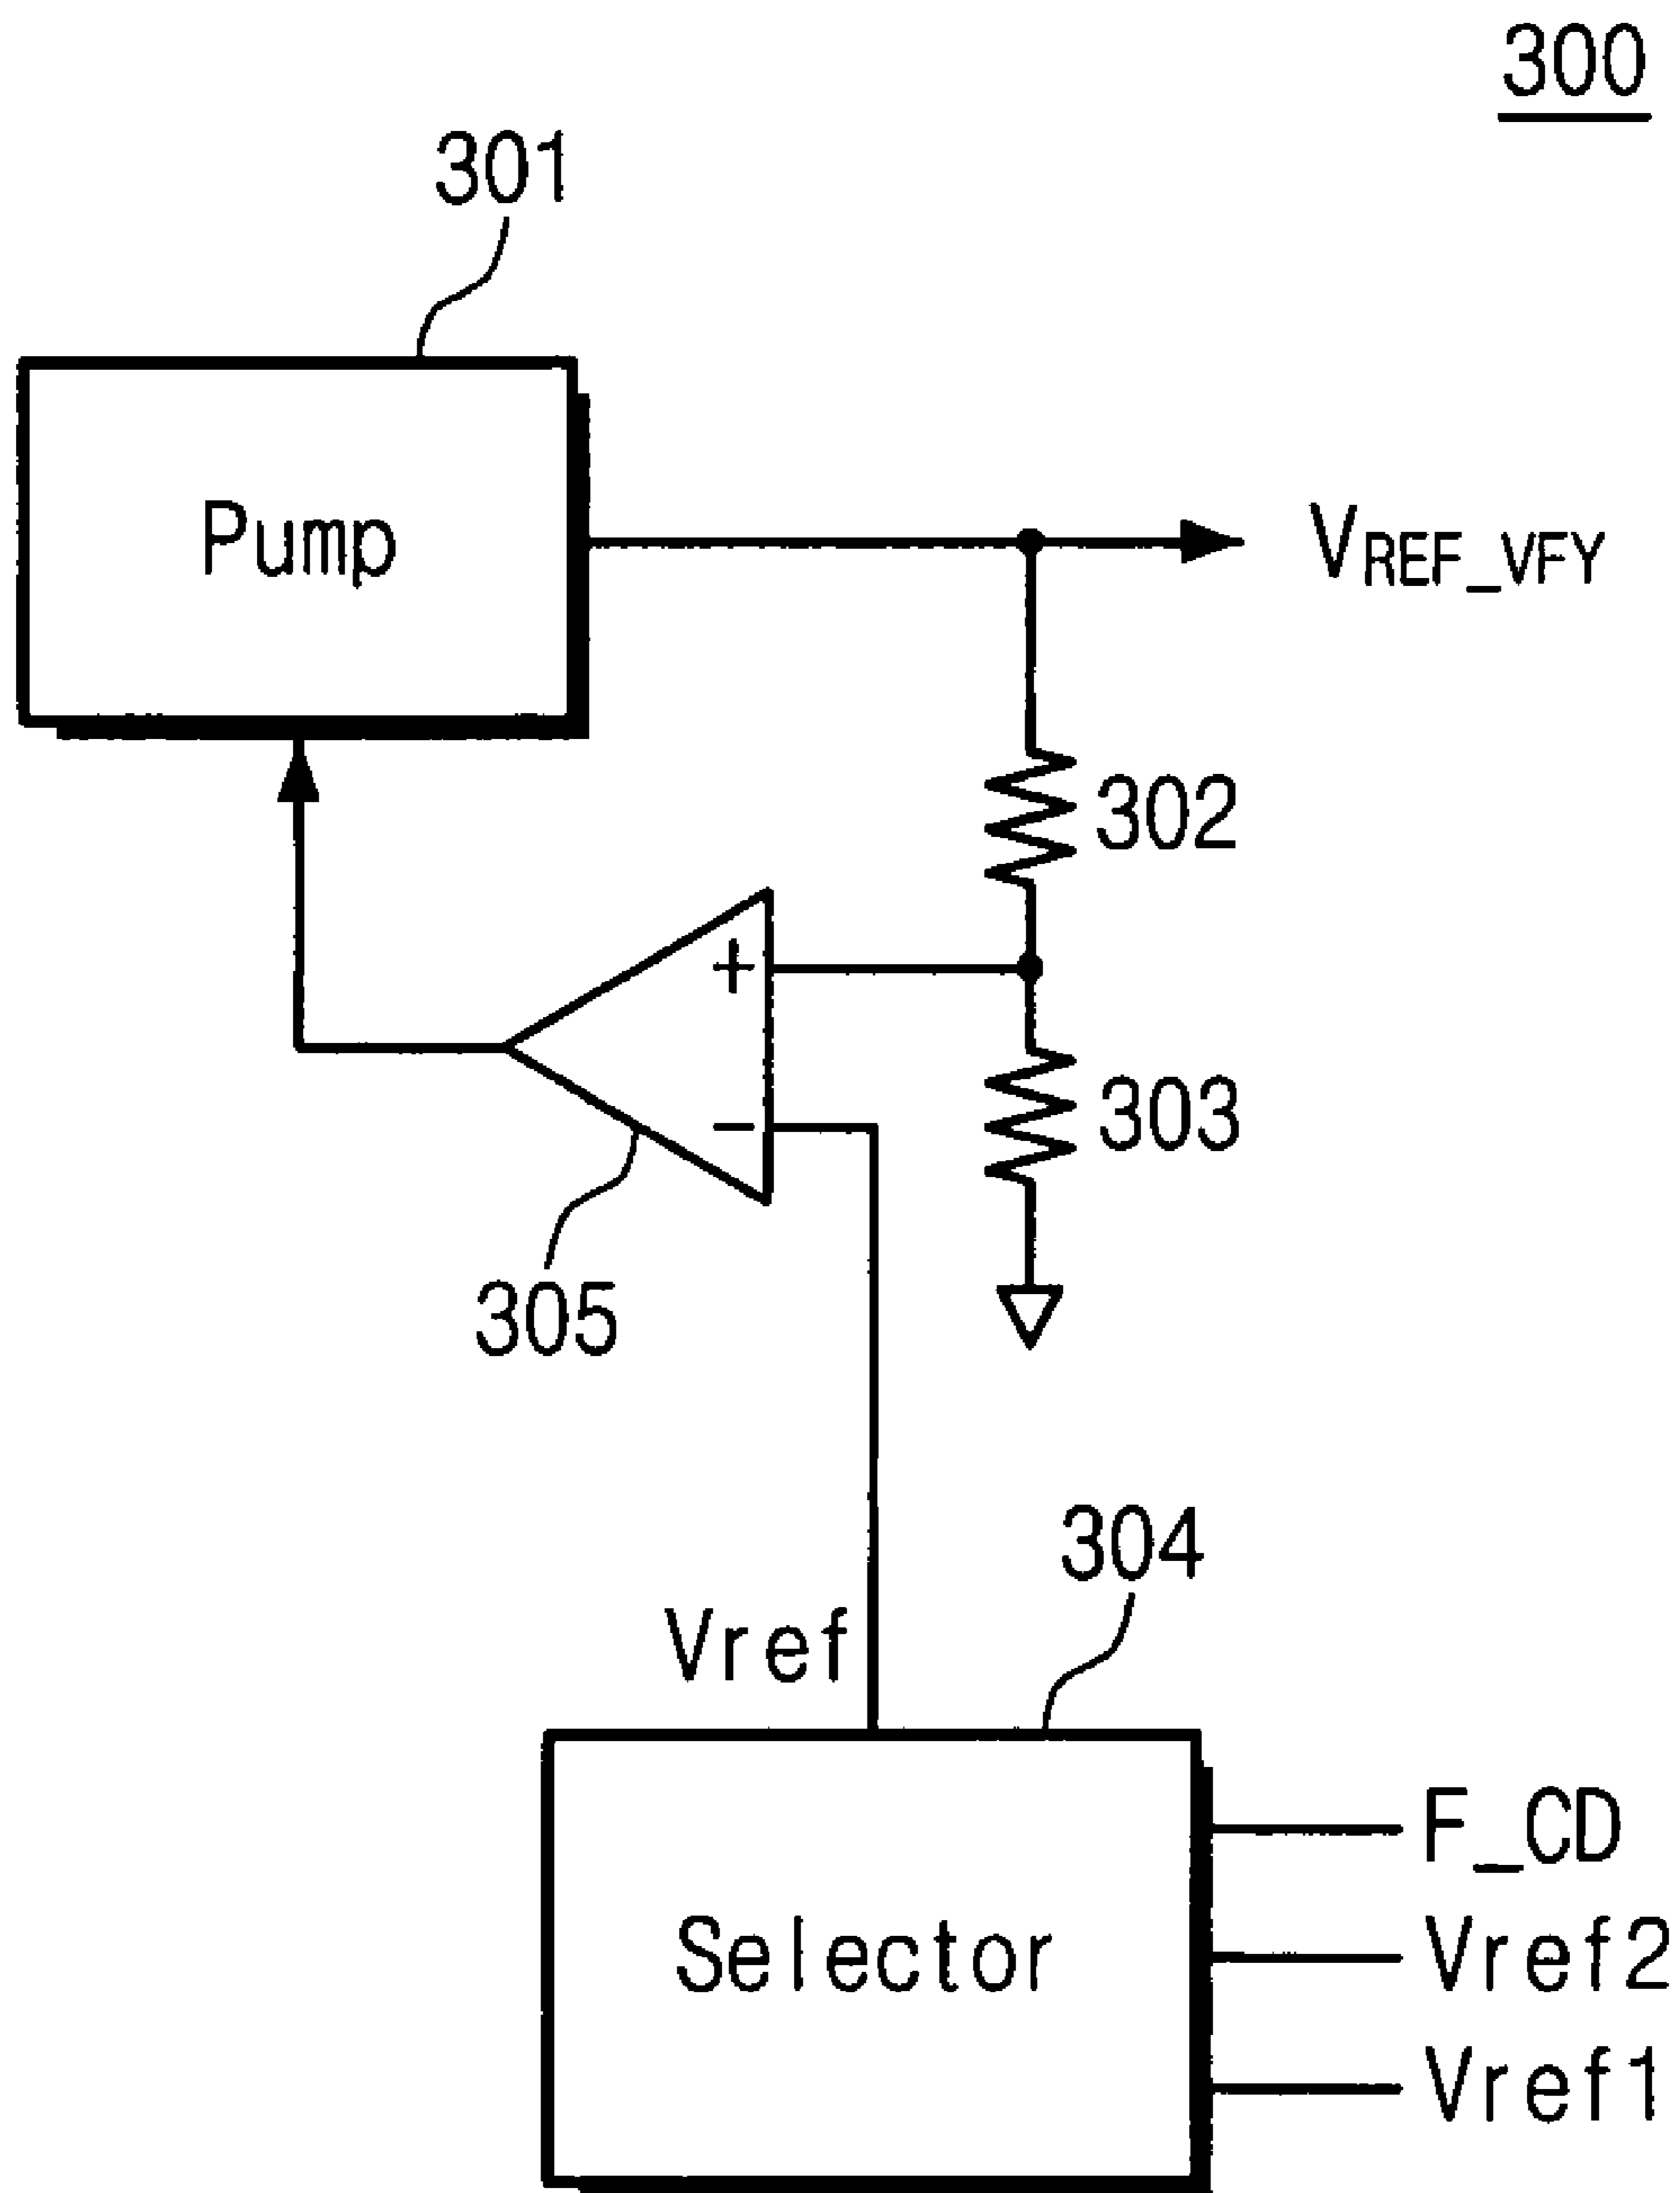 300
301
Pump
VREF_VFY
302
+
303
-
305
304
Vref
F_CD
Selector
Vref2
Vref1